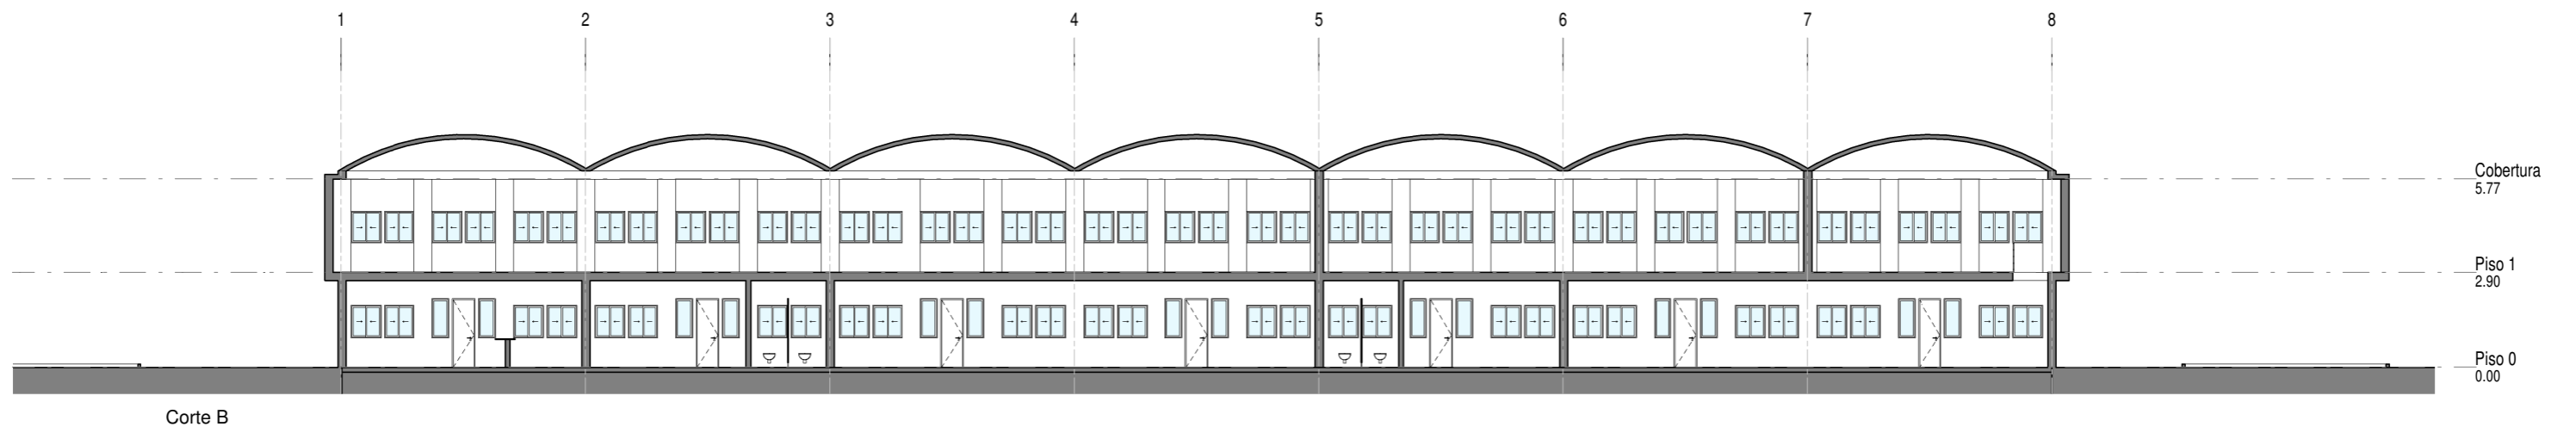 1 2 3 4 5 6 7 8
Cobertura
5.77
Piso 1
2.90
Piso 0
0.00
Corte B